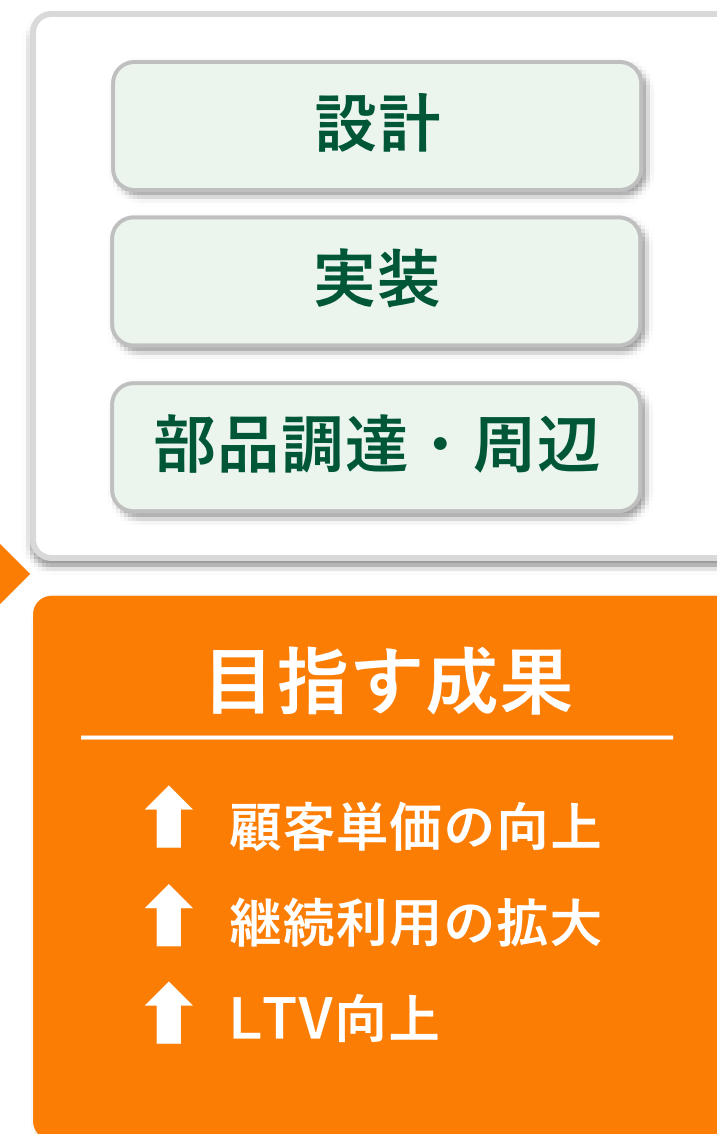 設計
実装
部品調達・周辺
目指す成果
顧客単価の向上
継続利用の拡大
LTV向上